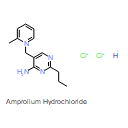 N+
N
N
H2N
Cl-
Cl-
H+
Amprolium Hydrochloride